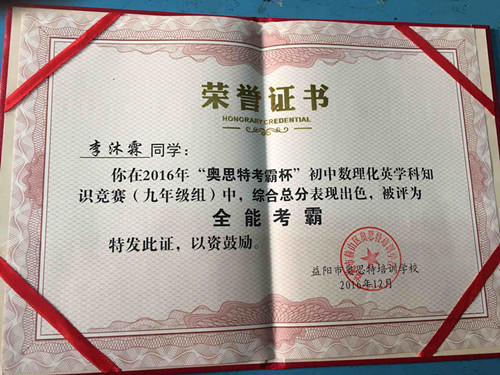 荣誉证书
HONORARY CREDENTIAL
李沐霖 同学：
你在2016年“奥思特考霸杯”初中数理化英学科知
识竞赛（九年级组）中，综合总分表现出色，被评为
全能考霸
特发此证，以资鼓励。
益阳市奥思特培训学校
2016年12月